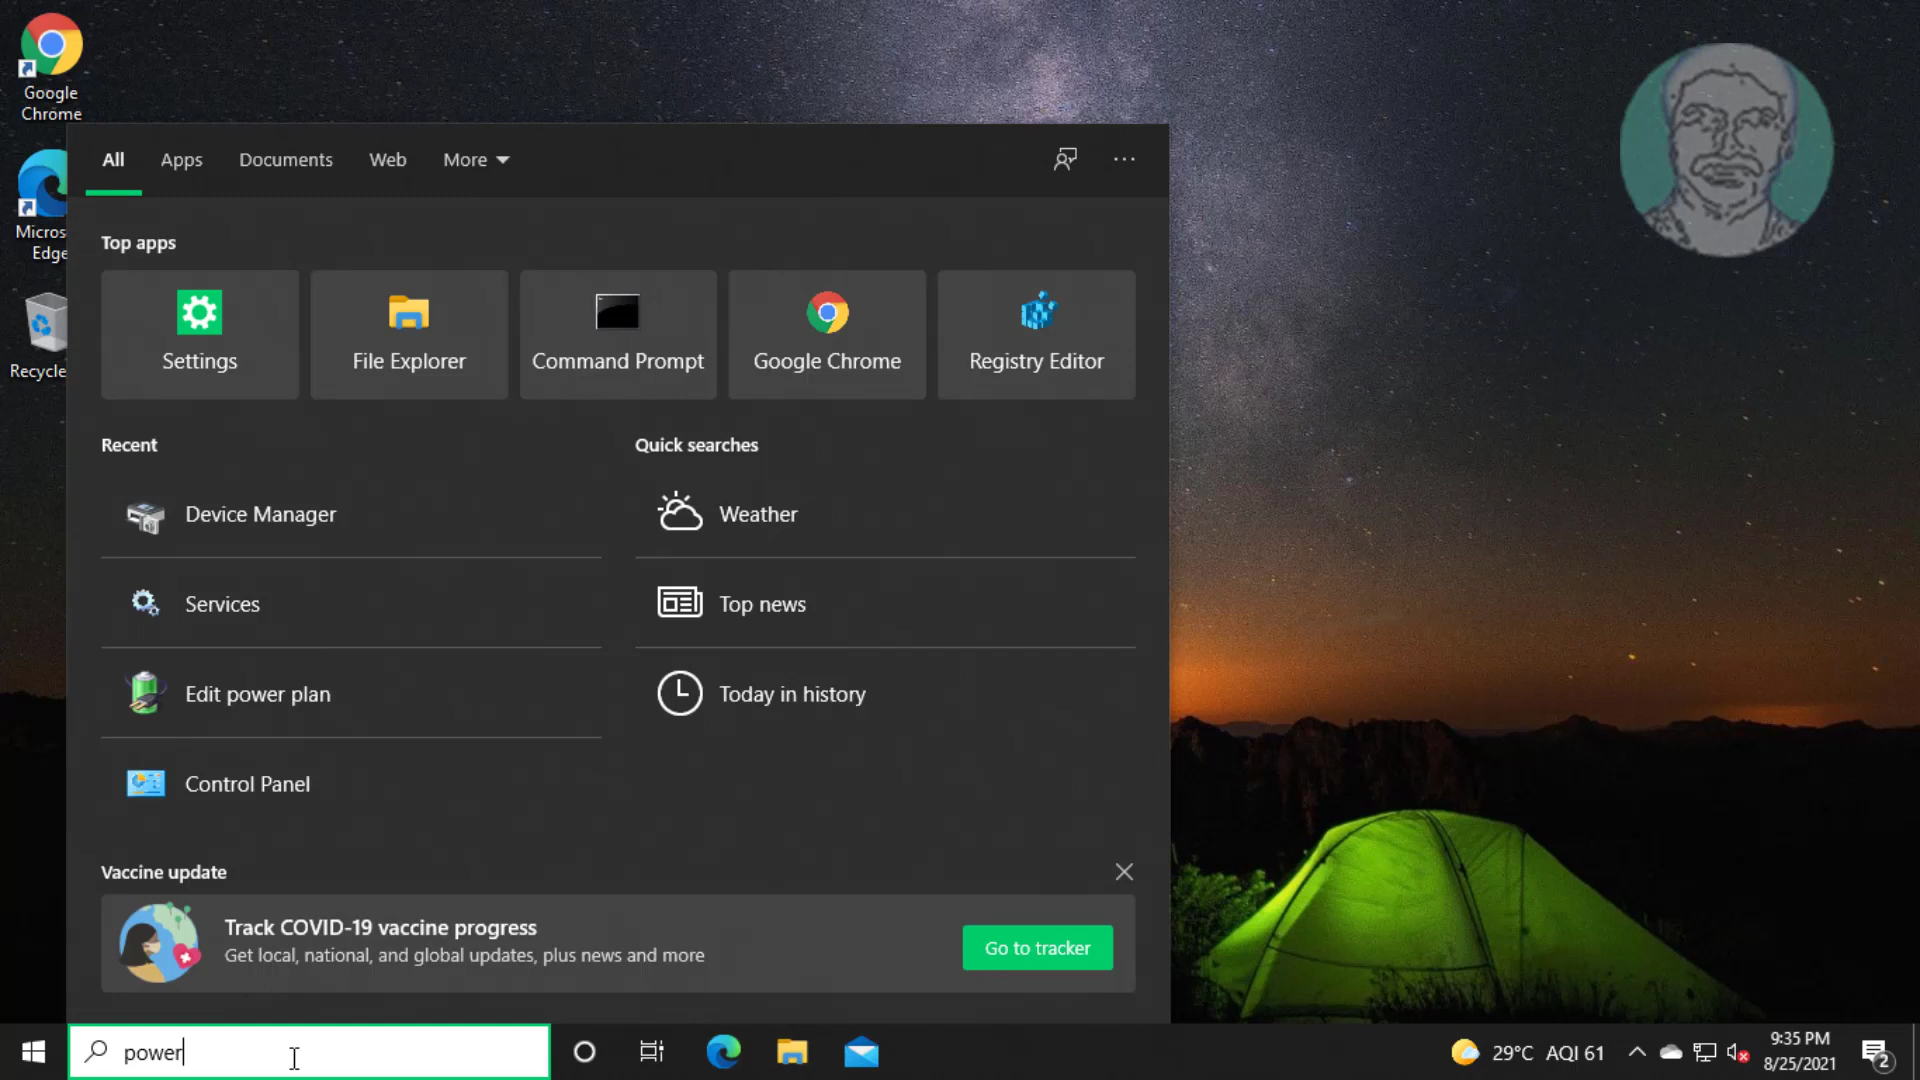 Google
Chrome
Micros
Edge
Recycle
All
Apps
Documents
Web
More
Top apps
Settings
File Explorer
Command Prompt
Google Chrome
Registry Editor
Recent
Device Manager
Services
Edit power plan
Control Panel
Quick searches
Weather
Top news
Today in history
Vaccine update
Track COVID-19 vaccine progress
Get local, national, and global updates, plus news and more
Go to tracker
power
29°C AQI 61
9:35 PM
8/25/2021
2